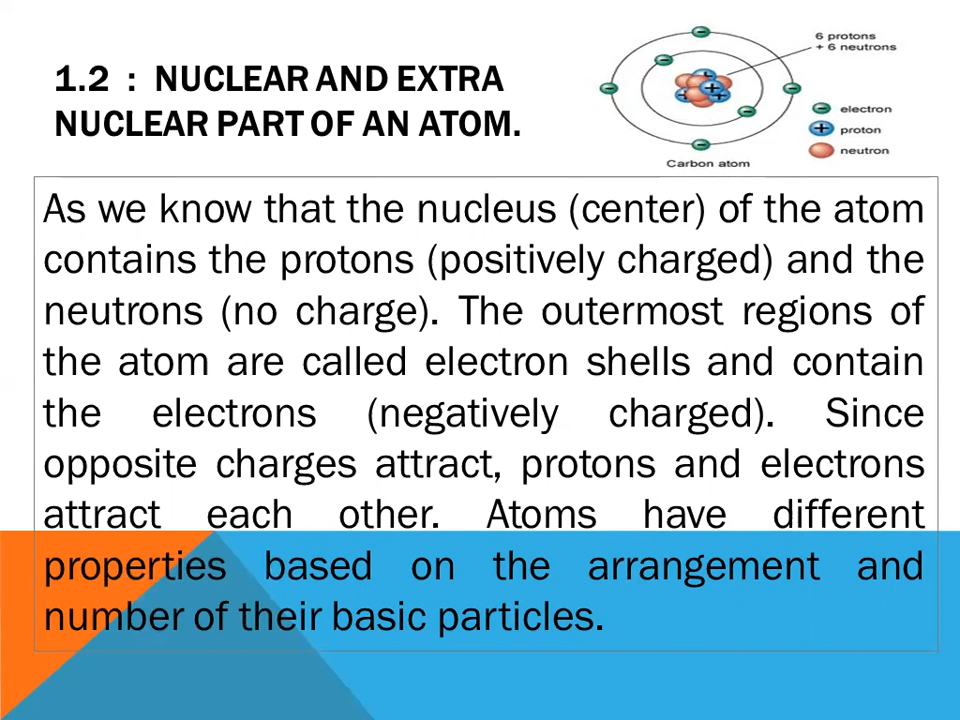 1.2 : NUCLEAR AND EXTRA
NUCLEAR PART OF AN ATOM.
6 protons
+ 6 neutrons
electron
proton
neutron
Carbon atom
As we know that the nucleus (center) of the atom
contains the protons (positively charged) and the
neutrons (no charge). The outermost regions of
the atom are called electron shells and contain
the electrons (negatively charged). Since
opposite charges attract, protons and electrons
attract each other. Atoms have different
properties based on the arrangement and
number of their basic particles.